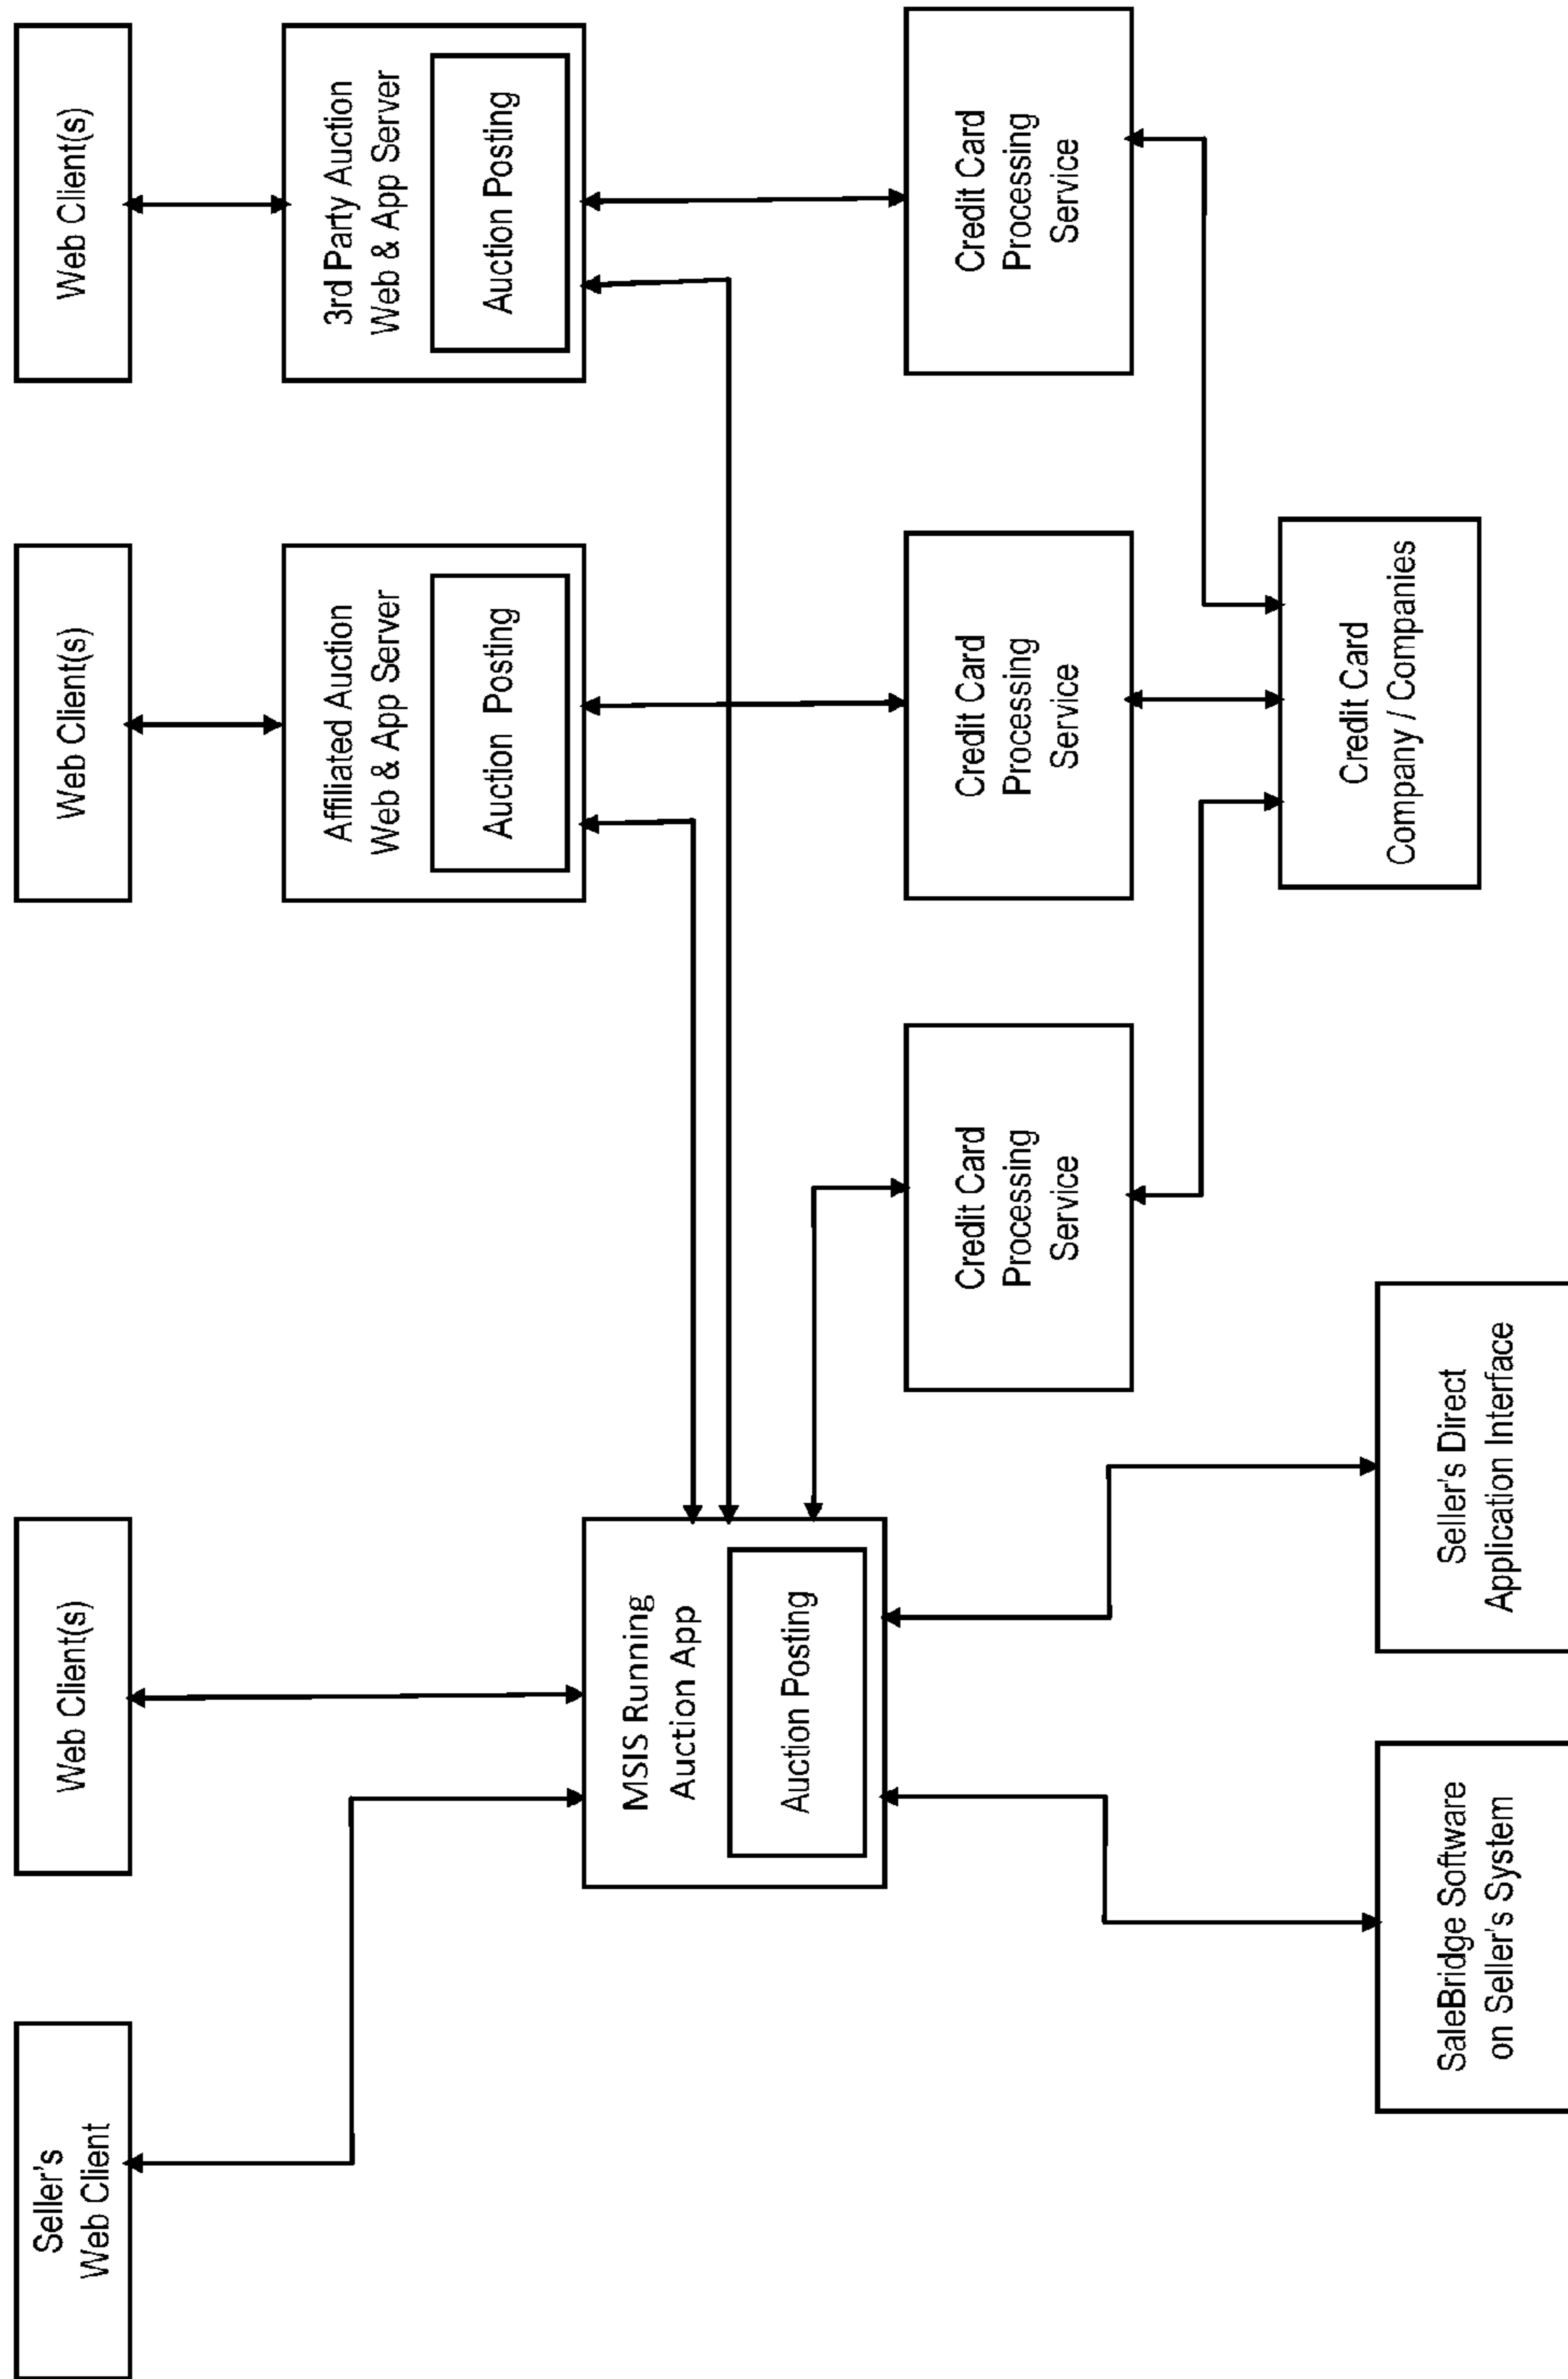 Seller's
Web Client
Web Client(s)
Web Client(s)
Web Client(s)
Affiliated Auction
Web & App Server
Auction Posting
3rd Party Auction
Web & App Server
Auction Posting
MSIS Running
Auction App
Auction Posting
Credit Card
Processing
Service
Credit Card
Processing
Service
Credit Card
Processing
Service
SaleBridge Software
on Seller's System
Seller's Direct
Application Interface
Credit Card
Company / Companies